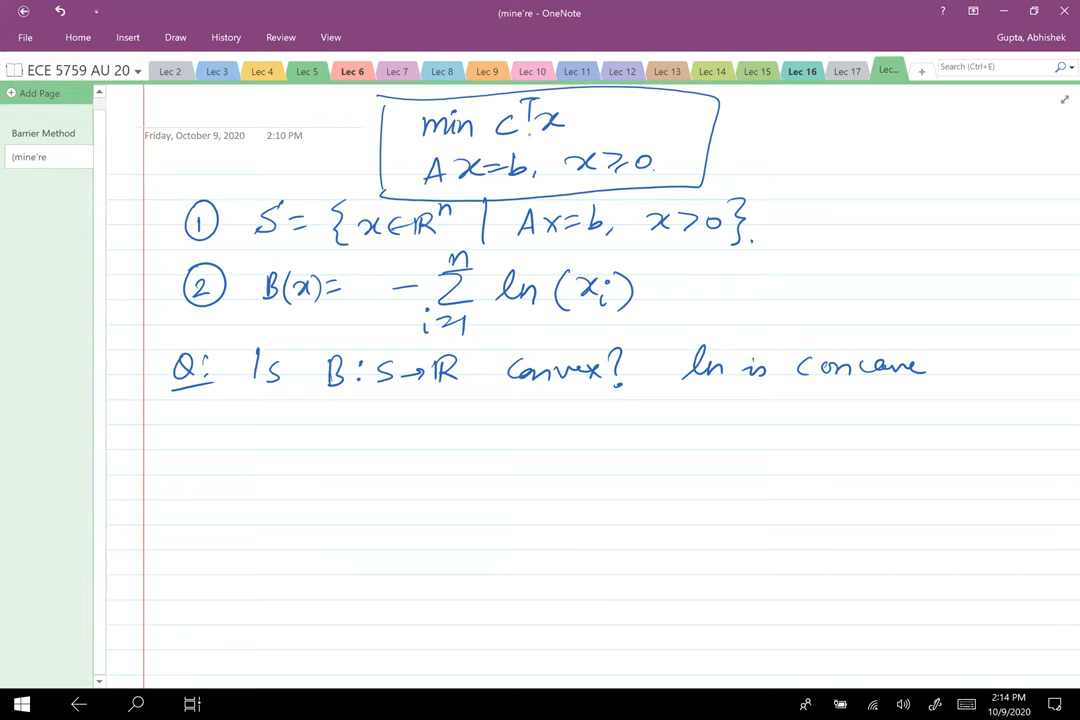 (mine're - OneNote
Gupta, Abhishek
File Home Insert Draw History Review View
ECE 5759 AU 20 Lec 2 Lec 3 Lec 4 Lec 5 Lec 6 Lec 7 Lec 8 Lec 9 Lec 10 Lec 11 Lec 12 Lec 13 Lec 14 Lec 15 Lec 16 Lec 17 Lec... Search (Ctrl+E)
Add Page
Barrier Method
(mine're
Friday, October 9, 2020 2:10 PM
min cᵀx
Ax=b, x≥0.
① S = {x∈ℝⁿ | Ax=b, x>0}.
② B(x)= - Σ_{i=1}^{n} ln(xᵢ)
Q: Is B: S→ℝ convex? ln is concave
2:14 PM
10/9/2020